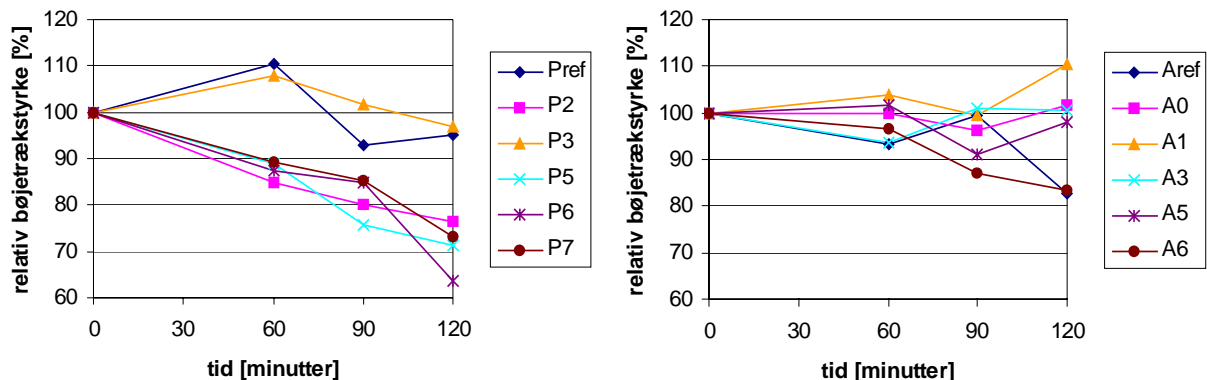 relativ bøjetrækstyrke [%]
120
110
100
90
80
70
60
0 30 60 90 120
tid [minutter]
Pref
P2
P3
P5
P6
P7
relativ bøjetrækstyrke [%]
120
110
100
90
80
70
60
0 30 60 90 120
tid [minutter]
Aref
A0
A1
A3
A5
A6